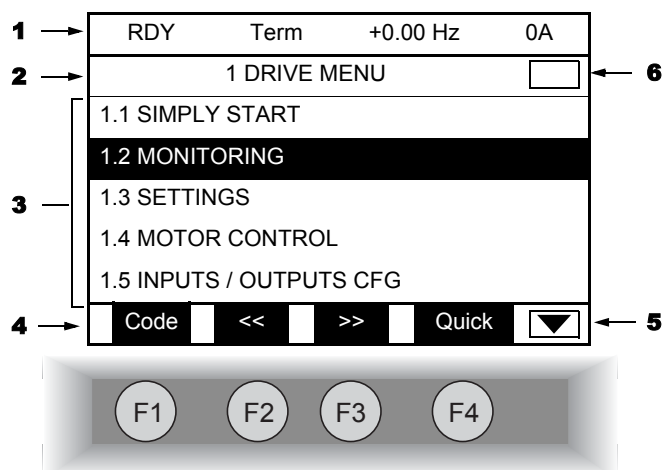 1 RDY Term +0.00 Hz 0A
2 1 DRIVE MENU 6
1.1 SIMPLY START
1.2 MONITORING
3 1.3 SETTINGS
1.4 MOTOR CONTROL
1.5 INPUTS / OUTPUTS CFG
4 Code << >> Quick 5
F1 F2 F3 F4